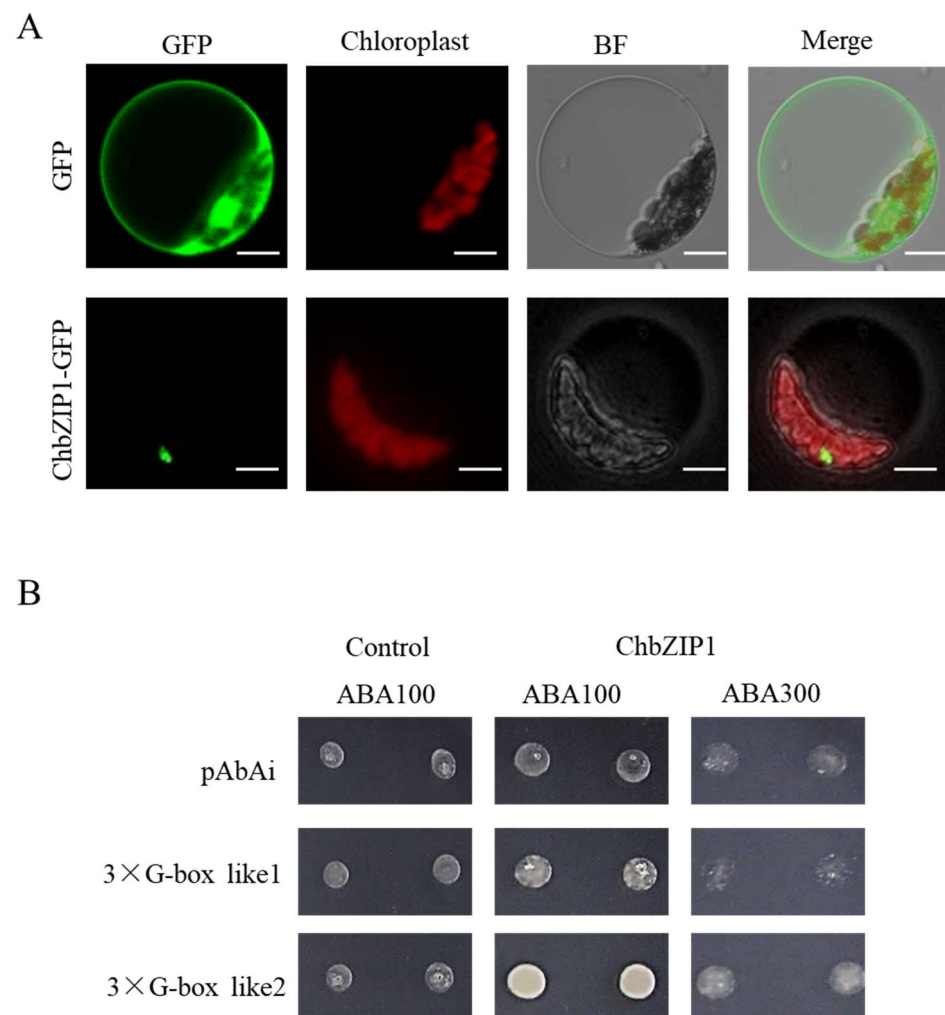 A
GFP Chloroplast BF Merge
GFP
ChbZIP1-GFP
B
Control ChbZIP1
ABA100 ABA100 ABA300
pAbAi
3×G-box like1
3×G-box like2